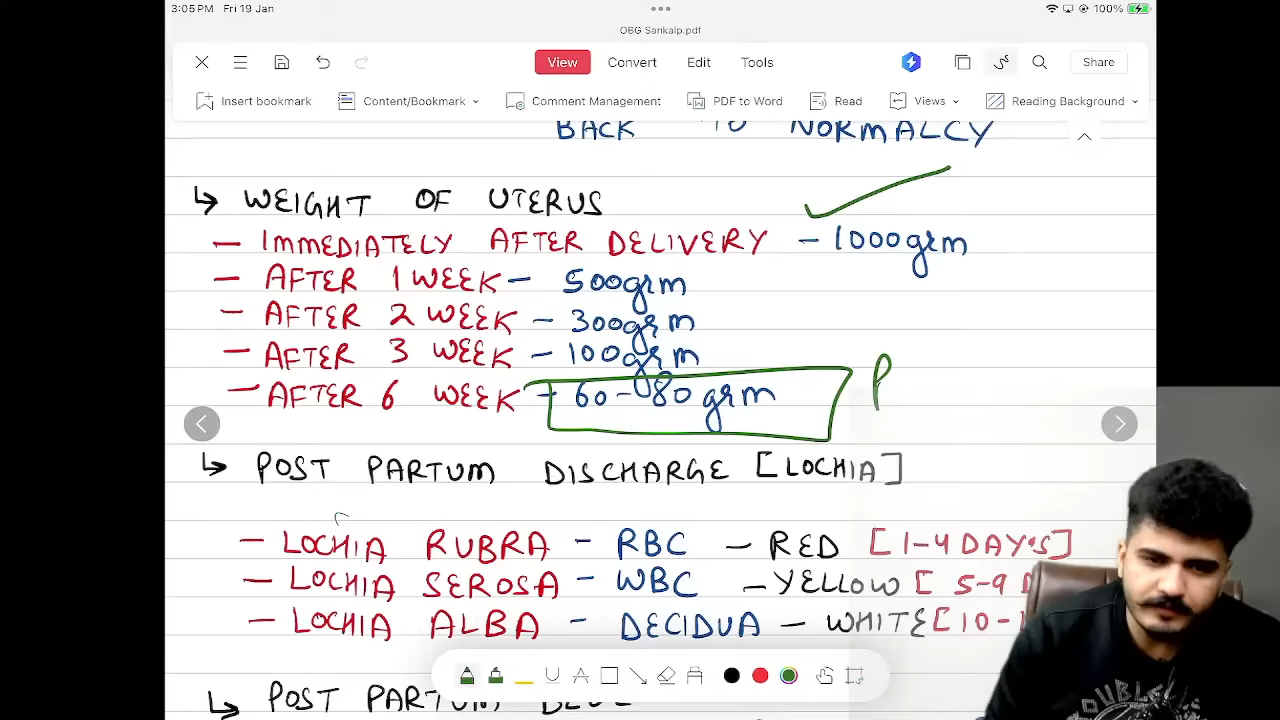 3:05 PM Fri 19 Jan
100%
OBG Sankalp.pdf
View Convert Edit Tools Share
Insert bookmark Content/Bookmark Comment Management PDF to Word Read Views Reading Background
BACK TO NORMALCY
↳ WEIGHT OF UTERUS
- IMMEDIATELY AFTER DELIVERY - 1000grm
- AFTER 1 WEEK - 500grm
- AFTER 2 WEEK - 300grm
- AFTER 3 WEEK - 100grm
- AFTER 6 WEEK - 60-80 grm P
↳ POST PARTUM DISCHARGE [LOCHIA]
- LOCHIA RUBRA - RBC - RED [1-4 DAY'S]
- LOCHIA SEROSA - WBC - YELLOW [ 5-9 D
- LOCHIA ALBA - DECIDUA - WHITE [10-
↳ POST PARTUM
DOUBLE